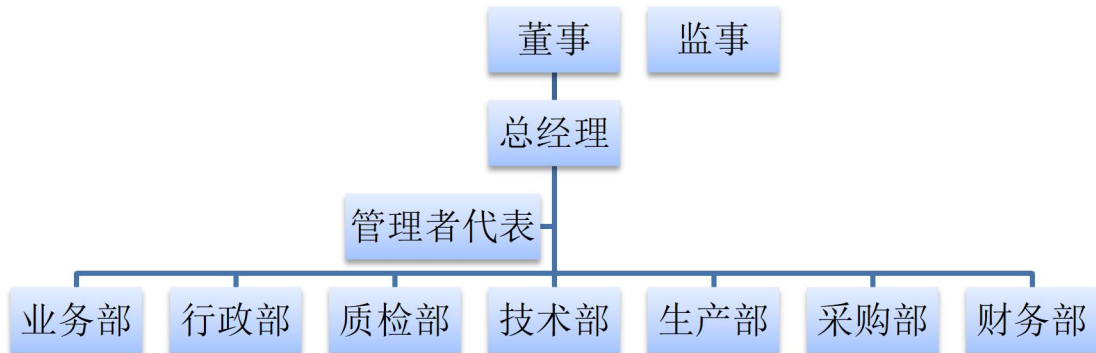 董事
监事
总经理
管理者代表
业务部
行政部
质检部
技术部
生产部
采购部
财务部